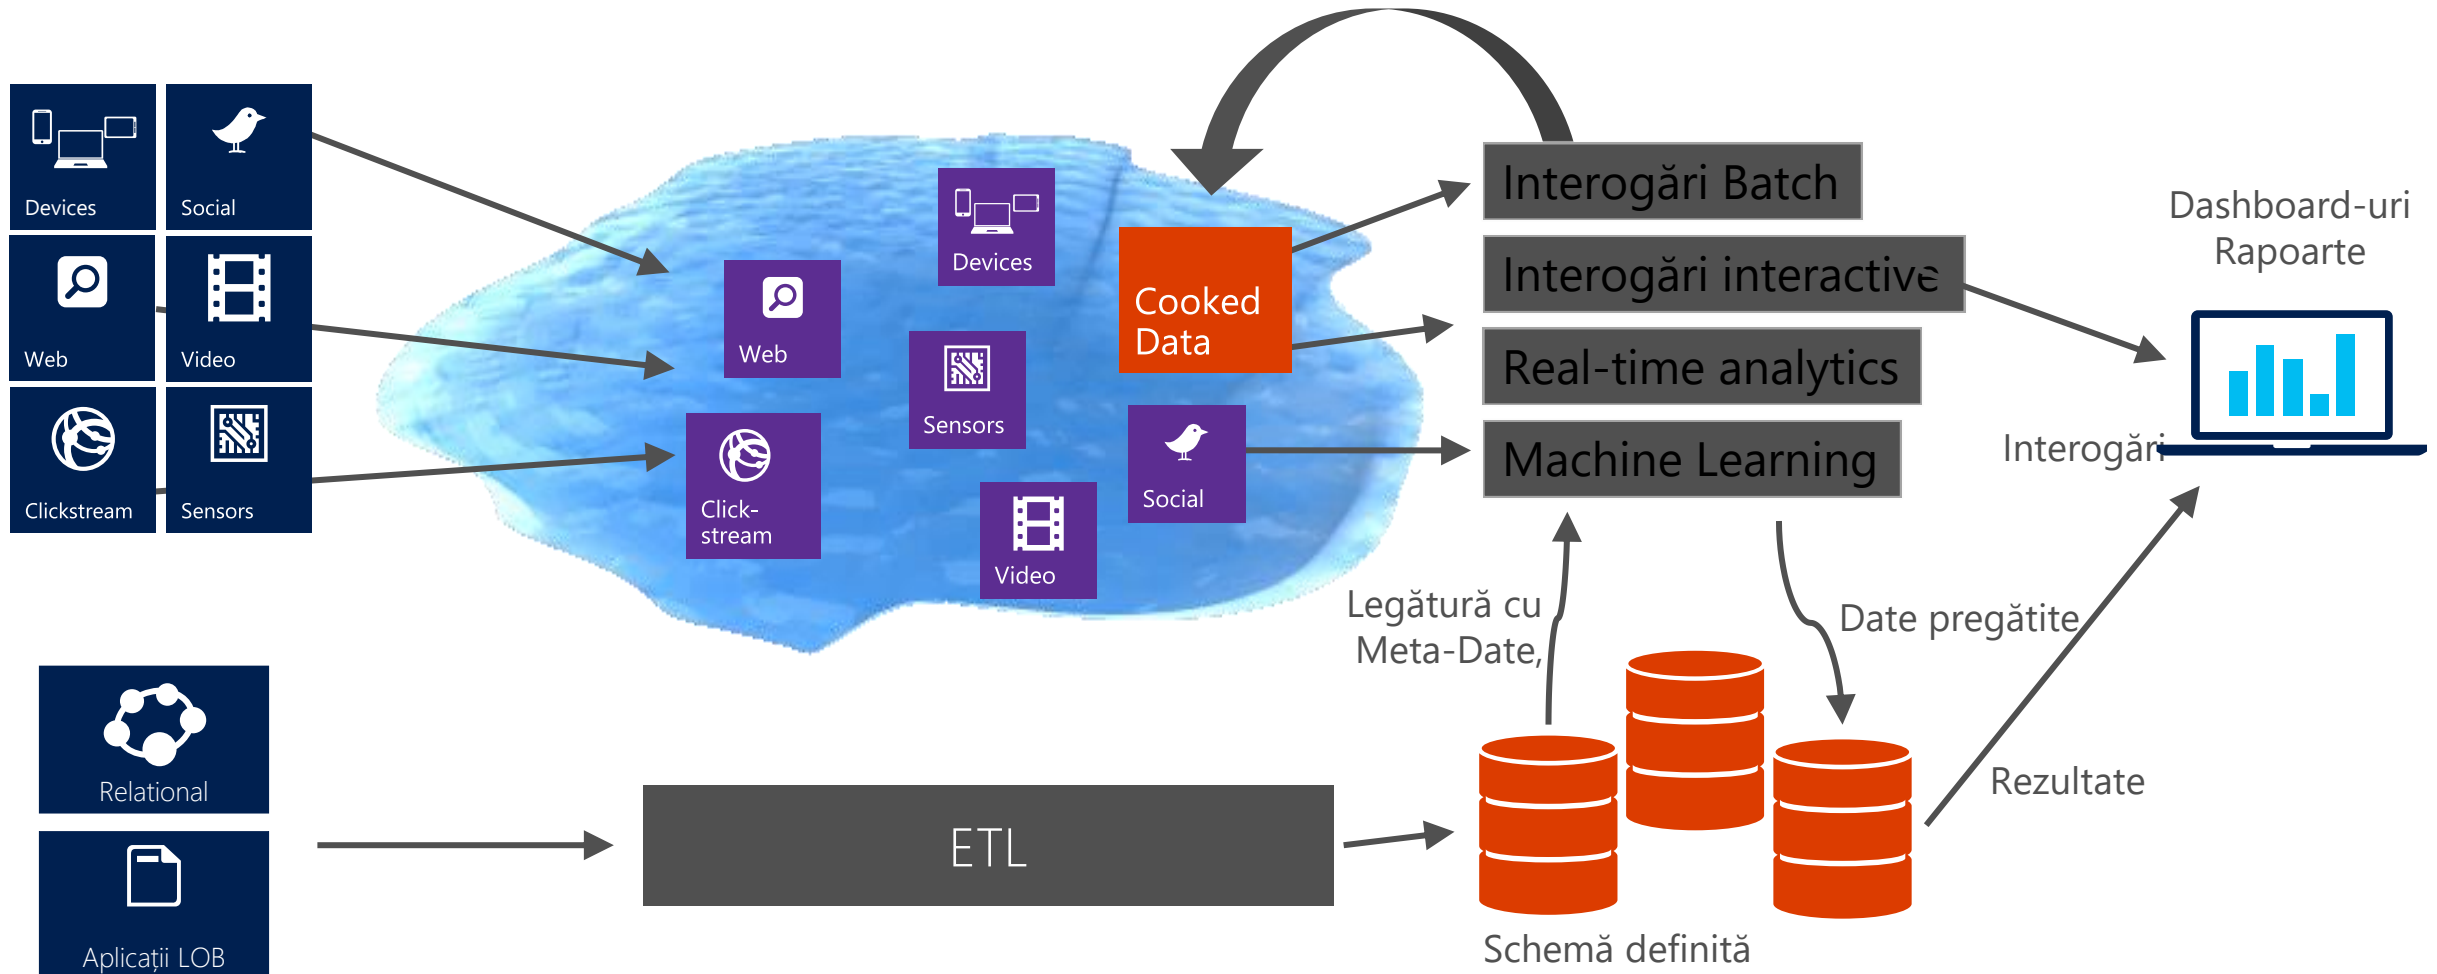 Devices
Social
Web
Video
Clickstream
Sensors
Relational
Aplicații LOB
Devices
Web
Sensors
Click-
stream
Video
Social
Cooked
Data
Interogări Batch
Interogări interactive
Real-time analytics
Machine Learning
Dashboard-uri
Rapoarte
Interogări
Legătură cu
Meta-Date,
Date pregătite
Rezultate
ETL
Schemă definită